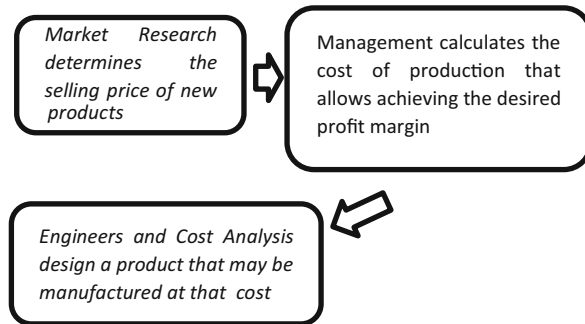 Market Research
determines the
selling price of new
products
Management calculates the
cost of production that
allows achieving the desired
profit margin
Engineers and Cost Analysis
design a product that may be
manufactured at that cost